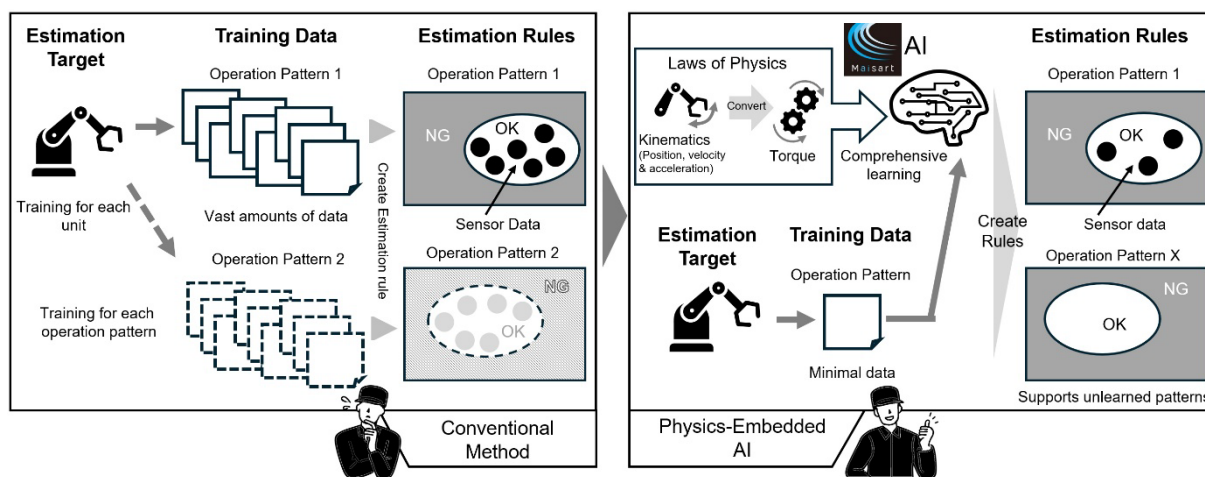 Estimation
Target
Training Data
Estimation Rules
Operation Pattern 1
Operation Pattern 1
NG
OK
Sensor Data
Training for each
unit
Vast amounts of data
Create Estimation rule
Operation Pattern 2
Operation Pattern 2
NG
OK
Training for each
operation pattern
Conventional
Method
Laws of Physics
Convert
Kinematics
(Position, velocity
& acceleration)
Torque
Maisart
AI
Comprehensive
learning
Estimation
Target
Training Data
Operation Pattern
Minimal data
Create
Rules
Estimation Rules
Operation Pattern 1
NG
OK
Sensor data
Operation Pattern X
NG
OK
Supports unlearned patterns
Physics-Embedded
AI